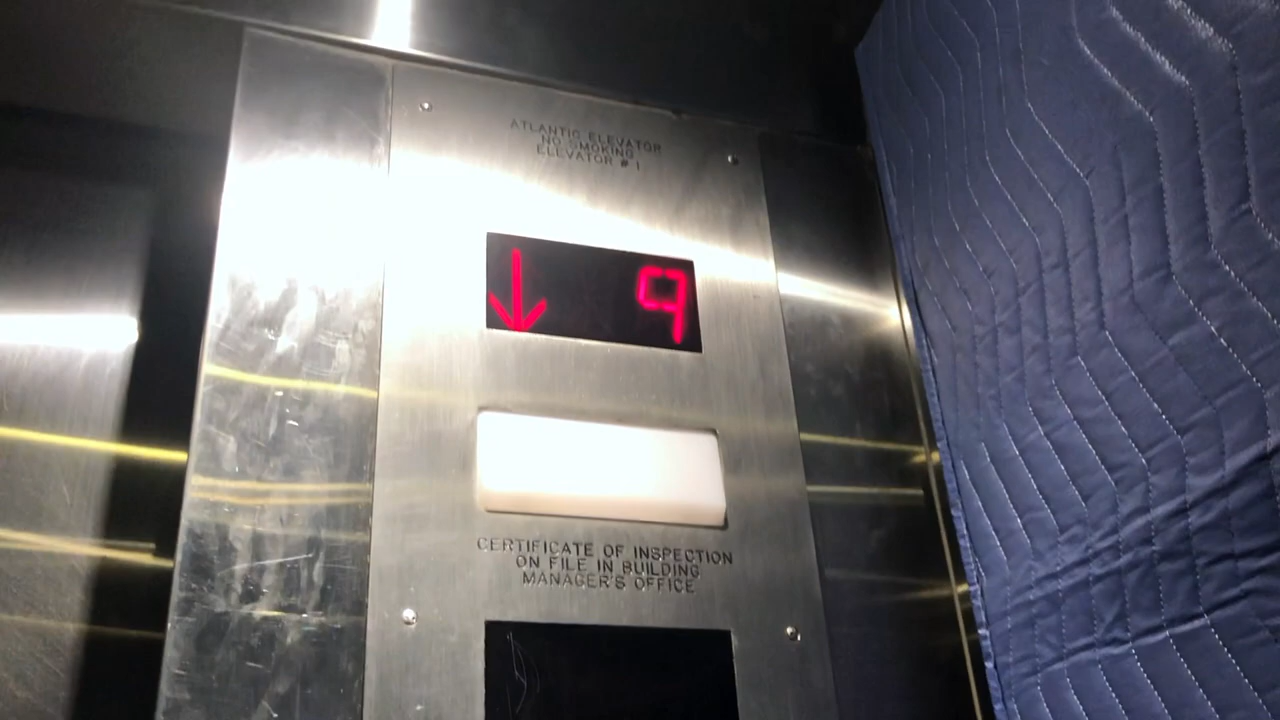 ATLANTIC ELEVATOR
NO SMOKING
ELEVATOR # 1
↓ 9
CERTIFICATE OF INSPECTION
ON FILE IN BUILDING
MANAGER'S OFFICE